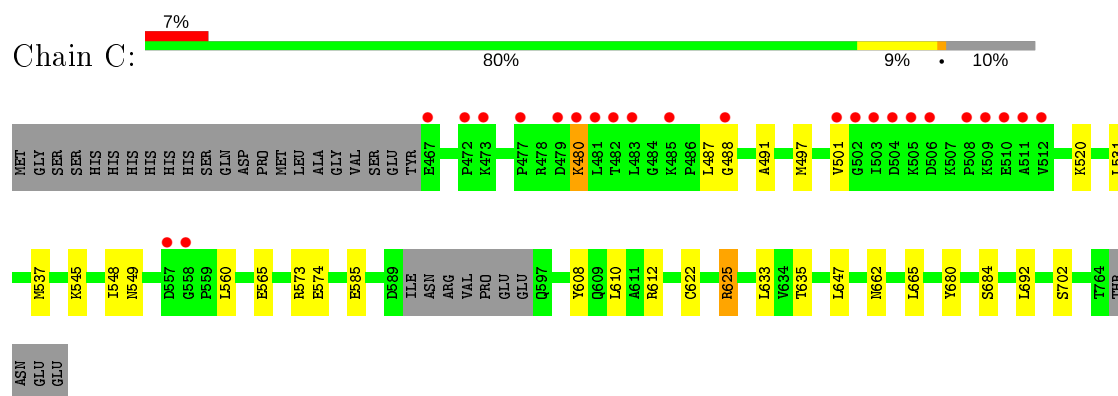 7%
Chain C:
80% 9% • 10%
MET GLY SER SER HIS HIS HIS HIS HIS HIS SER GLN ASP PRO MET LEU ALA GLY VAL SER GLU TYR E467 P472 K473 P477 R478 D479 K480 L481 T482 L483 G484 K485 P486 L487 G488 A491 M497 V501 G502 I503 D504 K505 D506 K507 P508 K509 E510 A511 V512 K520 L531
M537 K545 I548 N549 D557 G558 P559 L560 E565 R573 E574 E585 D589 ILE ASN ARG VAL PRO GLU GLU Q597 Y608 Q609 L610 A611 R612 C622 R625 L633 V634 T635 L647 N662 L665 Y680 S684 L692 S702 T764 THR
ASN GLU GLU